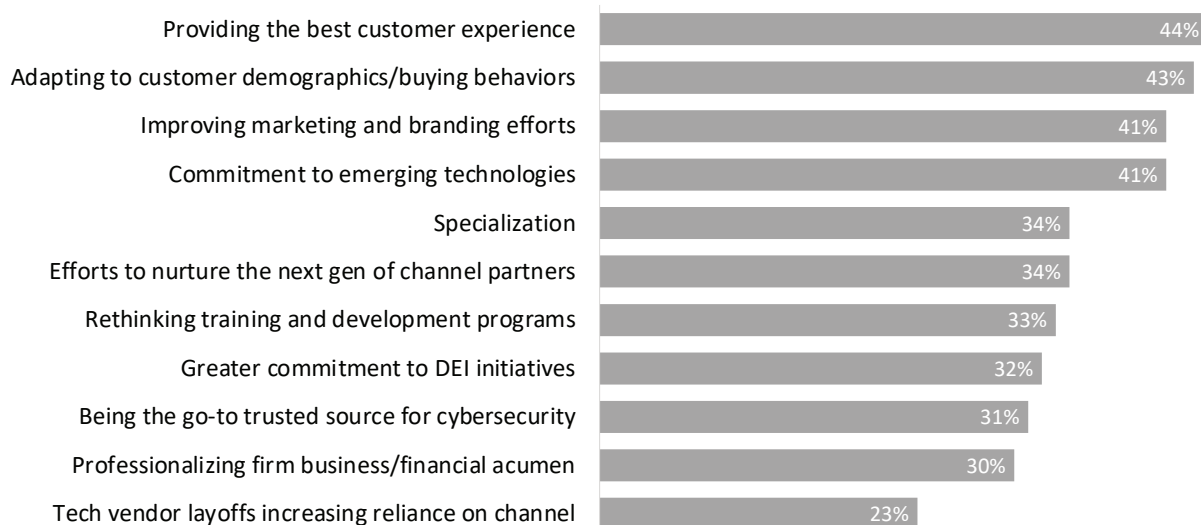 Providing the best customer experience 44%
Adapting to customer demographics/buying behaviors 43%
Improving marketing and branding efforts 41%
Commitment to emerging technologies 41%
Specialization 34%
Efforts to nurture the next gen of channel partners 34%
Rethinking training and development programs 33%
Greater commitment to DEI initiatives 32%
Being the go-to trusted source for cybersecurity 31%
Professionalizing firm business/financial acumen 30%
Tech vendor layoffs increasing reliance on channel 23%